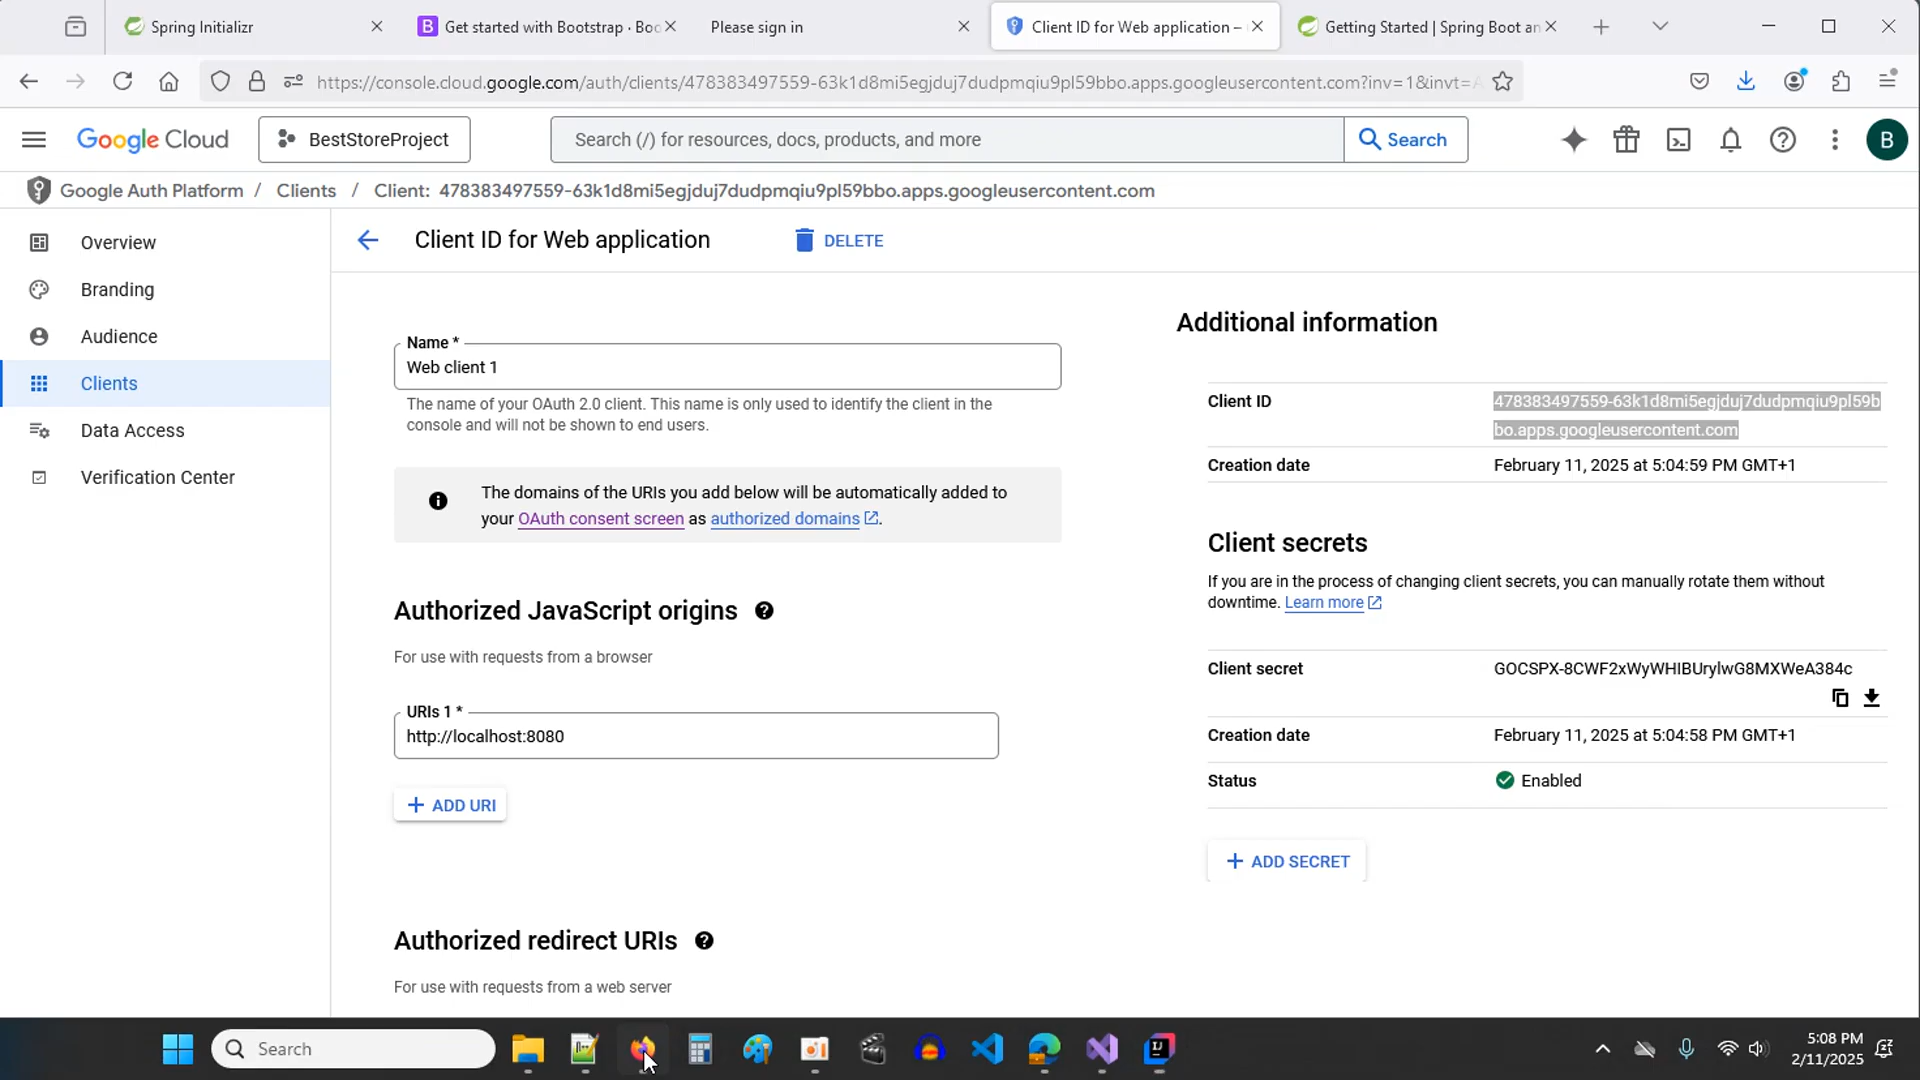 Spring Initializr
Get started with Bootstrap · Boo
Please sign in
Client ID for Web application –
Getting Started | Spring Boot an
https://console.cloud.google.com/auth/clients/478383497559-63k1d8mi5egjduj7dudpmqiu9pl59bbo.apps.googleusercontent.com?inv=1&invt=
Google Cloud
BestStoreProject
Search (/) for resources, docs, products, and more
Search
B
Google Auth Platform / Clients / Client: 478383497559-63k1d8mi5egjduj7dudpmqiu9pl59bbo.apps.googleusercontent.com
Overview
Branding
Audience
Clients
Data Access
Verification Center
Client ID for Web application
DELETE
Name *
Web client 1
The name of your OAuth 2.0 client. This name is only used to identify the client in the
console and will not be shown to end users.
The domains of the URIs you add below will be automatically added to
your OAuth consent screen as authorized domains.
Authorized JavaScript origins
For use with requests from a browser
URIs 1 *
http://localhost:8080
+ ADD URI
Authorized redirect URIs
For use with requests from a web server
Additional information
Client ID
478383497559-63k1d8mi5egjduj7dudpmqiu9pl59b
bo.apps.googleusercontent.com
Creation date
February 11, 2025 at 5:04:59 PM GMT+1
Client secrets
If you are in the process of changing client secrets, you can manually rotate them without
downtime. Learn more
Client secret
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
Creation date
February 11, 2025 at 5:04:58 PM GMT+1
Status
Enabled
+ ADD SECRET
Search
5:08 PM
2/11/2025